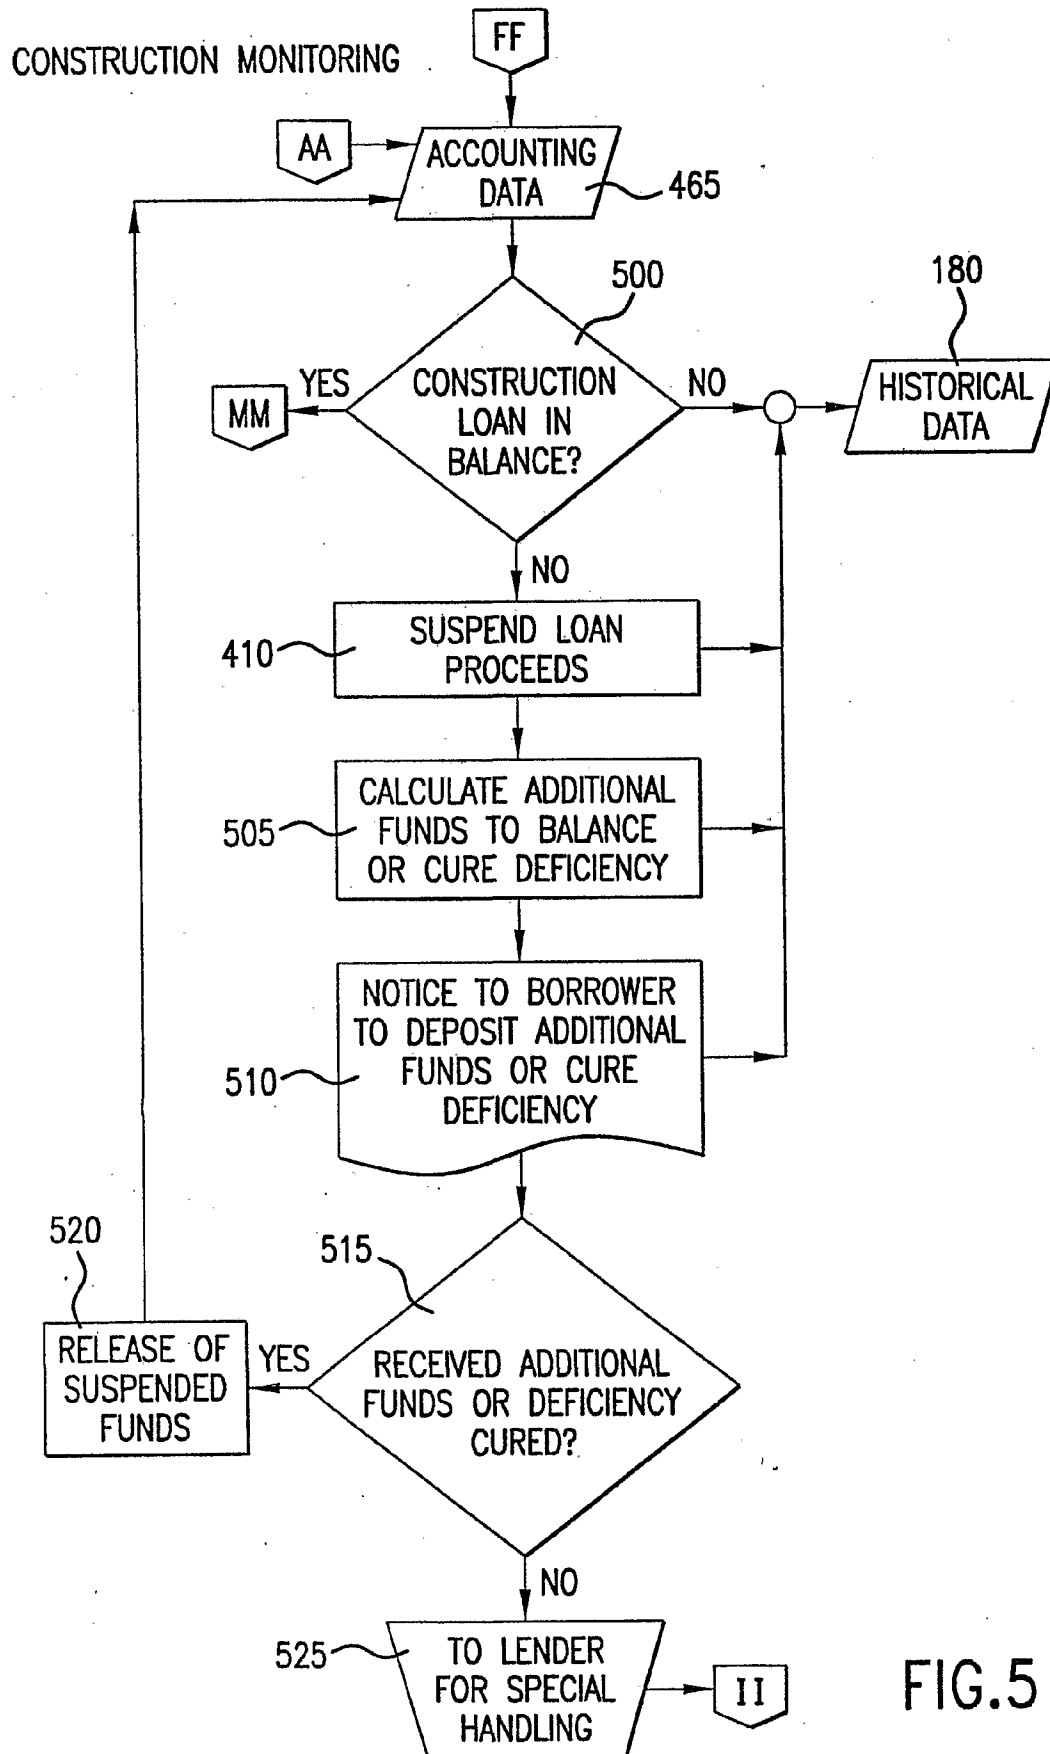 FF
CONSTRUCTION MONITORING
AA
ACCOUNTING
DATA
465
500
180
YES
MM
CONSTRUCTION
LOAN IN
BALANCE?
NO
HISTORICAL
DATA
NO
410
SUSPEND LOAN
PROCEEDS
505
CALCULATE ADDITIONAL
FUNDS TO BALANCE
OR CURE DEFICIENCY
510
NOTICE TO BORROWER
TO DEPOSIT ADDITIONAL
FUNDS OR CURE
DEFICIENCY
520
515
RELEASE OF
SUSPENDED
FUNDS
YES
RECEIVED ADDITIONAL
FUNDS OR DEFICIENCY
CURED?
NO
525
TO LENDER
FOR SPECIAL
HANDLING
II
FIG.5